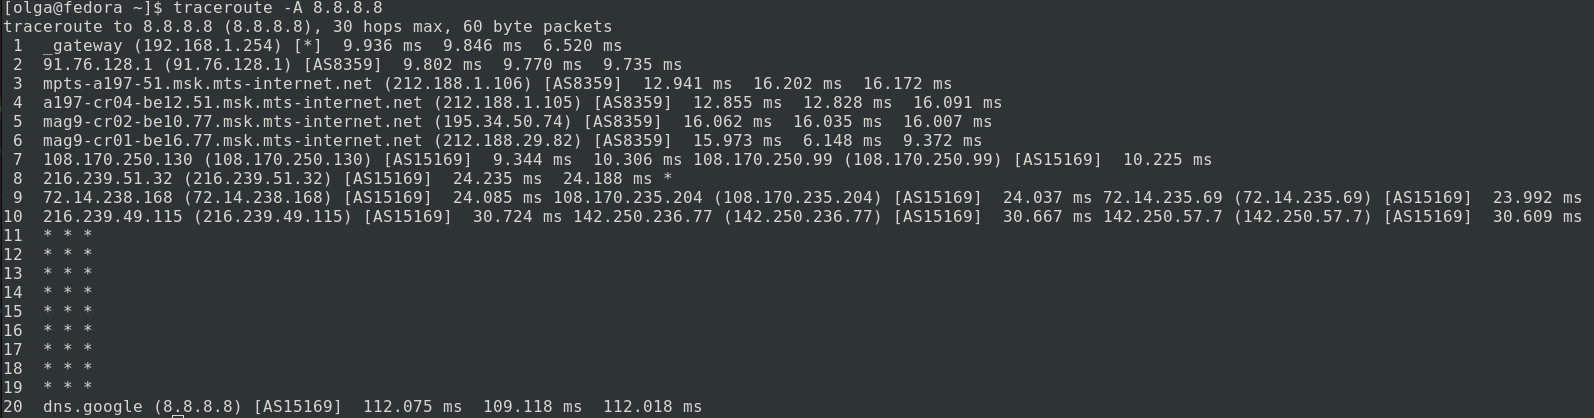 [olga@fedora ~]$ traceroute -A 8.8.8.8
traceroute to 8.8.8.8 (8.8.8.8), 30 hops max, 60 byte packets
 1  _gateway (192.168.1.254) [*]  9.936 ms  9.846 ms  6.520 ms
 2  91.76.128.1 (91.76.128.1) [AS8359]  9.802 ms  9.770 ms  9.735 ms
 3  mpts-a197-51.msk.mts-internet.net (212.188.1.106) [AS8359]  12.941 ms  16.202 ms  16.172 ms
 4  a197-cr04-be12.51.msk.mts-internet.net (212.188.1.105) [AS8359]  12.855 ms  12.828 ms  16.091 ms
 5  mag9-cr02-be10.77.msk.mts-internet.net (195.34.50.74) [AS8359]  16.062 ms  16.035 ms  16.007 ms
 6  mag9-cr01-be16.77.msk.mts-internet.net (212.188.29.82) [AS8359]  15.973 ms  6.148 ms  9.372 ms
 7  108.170.250.130 (108.170.250.130) [AS15169]  9.344 ms  10.306 ms 108.170.250.99 (108.170.250.99) [AS15169]  10.225 ms
 8  216.239.51.32 (216.239.51.32) [AS15169]  24.235 ms  24.188 ms *
 9  72.14.238.168 (72.14.238.168) [AS15169]  24.085 ms 108.170.235.204 (108.170.235.204) [AS15169]  24.037 ms 72.14.235.69 (72.14.235.69) [AS15169]  23.992 ms
10  216.239.49.115 (216.239.49.115) [AS15169]  30.724 ms 142.250.236.77 (142.250.236.77) [AS15169]  30.667 ms 142.250.57.7 (142.250.57.7) [AS15169]  30.609 ms
11  * * *
12  * * *
13  * * *
14  * * *
15  * * *
16  * * *
17  * * *
18  * * *
19  * * *
20  dns.google (8.8.8.8) [AS15169]  112.075 ms  109.118 ms  112.018 ms